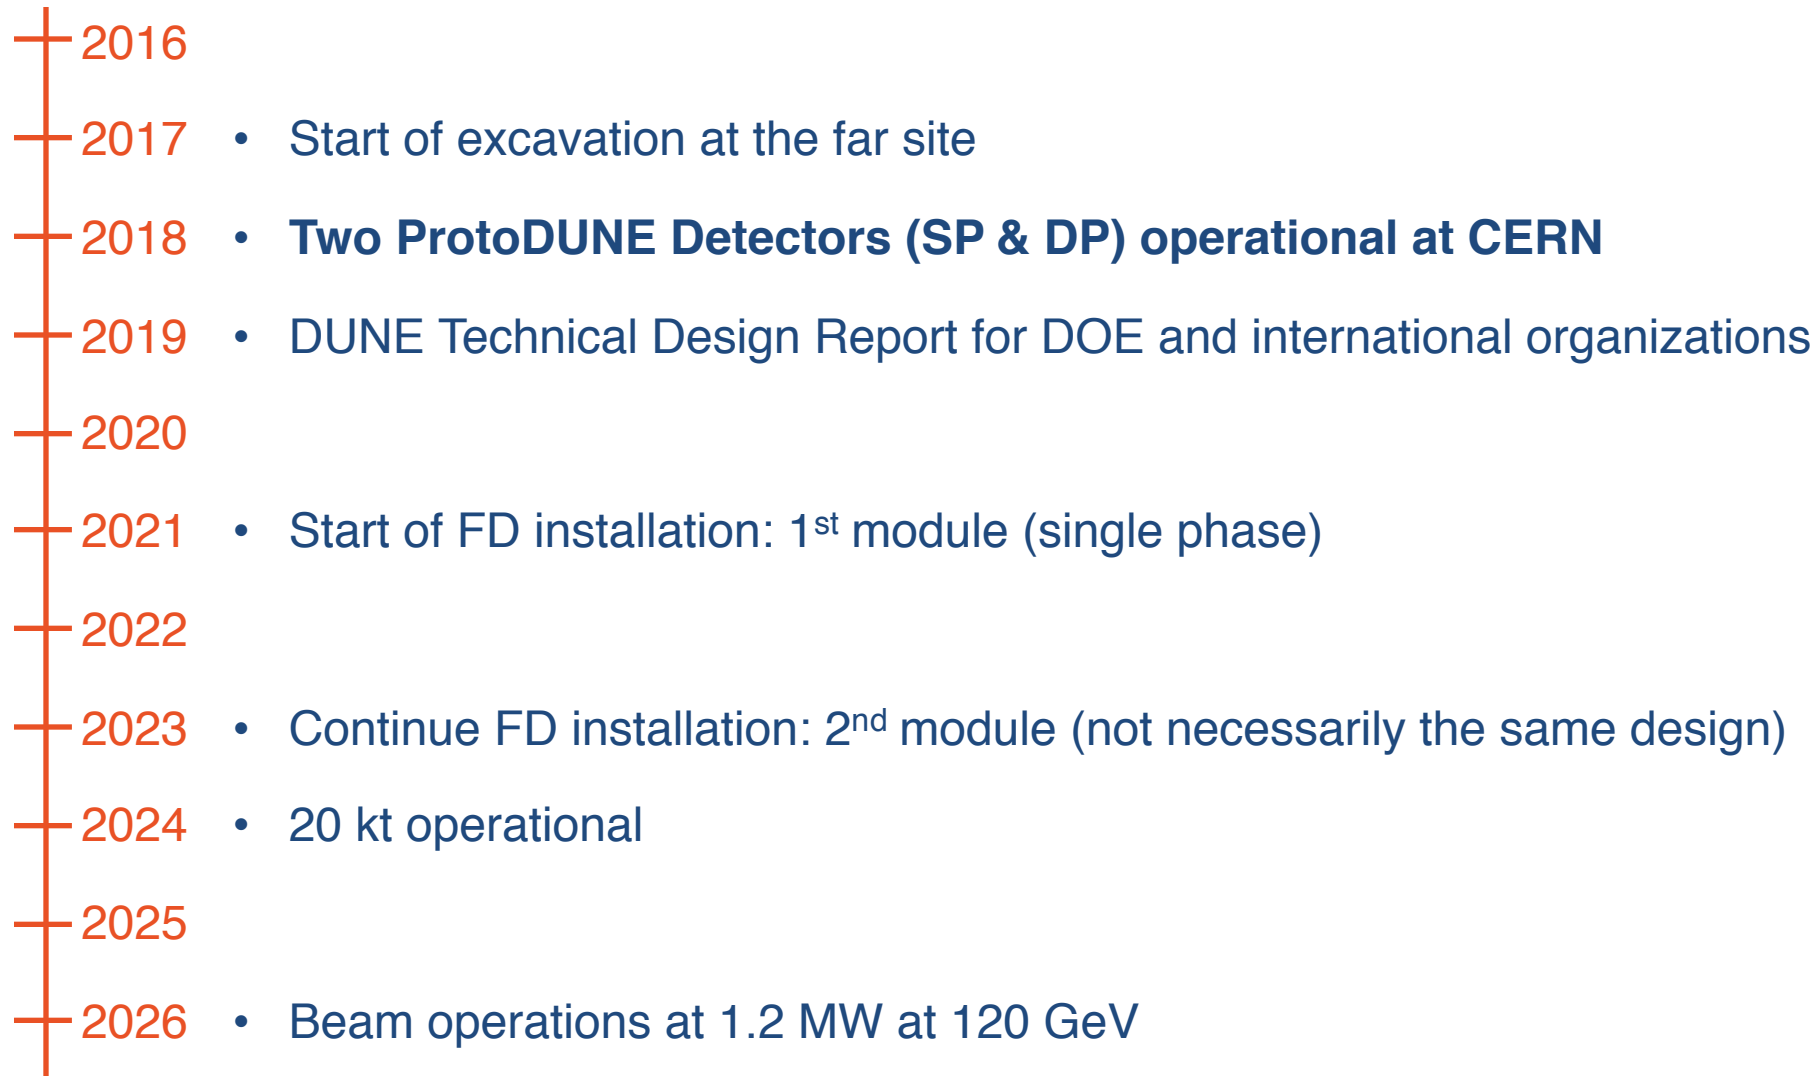 2016
2017 • Start of excavation at the far site
2018 • Two ProtoDUNE Detectors (SP & DP) operational at CERN
2019 • DUNE Technical Design Report for DOE and international organizations
2020
2021 • Start of FD installation: 1st module (single phase)
2022
2023 • Continue FD installation: 2nd module (not necessarily the same design)
2024 • 20 kt operational
2025
2026 • Beam operations at 1.2 MW at 120 GeV